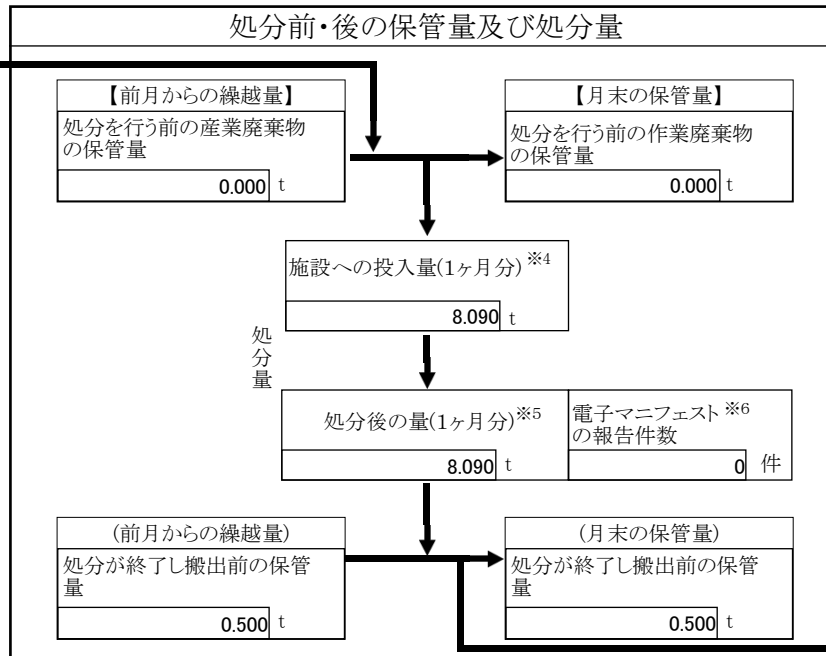 処分前・後の保管量及び処分量
【前月からの繰越量】
処分を行う前の産業廃棄物
の保管量
0.000 t
【月末の保管量】
処分を行う前の作業廃棄物
の保管量
0.000 t
施設への投入量(1ヶ月分)※4
8.090 t
処分量
処分後の量(1ヶ月分)※5
8.090 t
電子マニフェスト※6
の報告件数
0 件
(前月からの繰越量)
処分が終了し搬出前の保管
量
0.500 t
(月末の保管量)
処分が終了し搬出前の保管
量
0.500 t